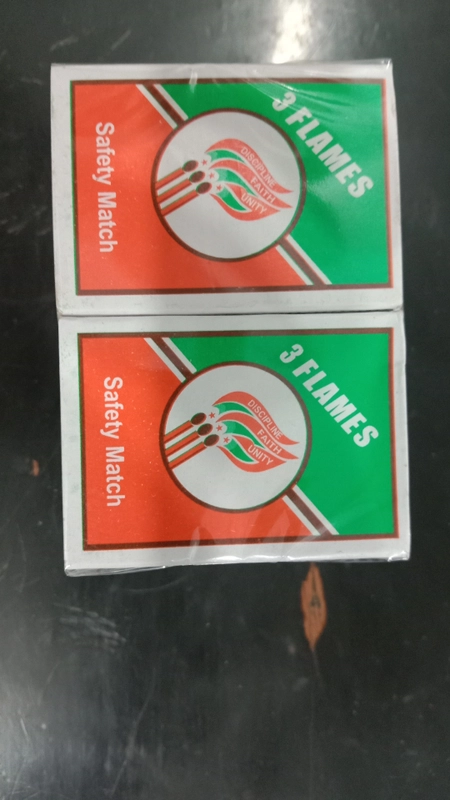 3 FLAMES
DISCIPLINE
FAITH
UNITY
Safety Match
3 FLAMES
DISCIPLINE
FAITH
UNITY
Safety Match